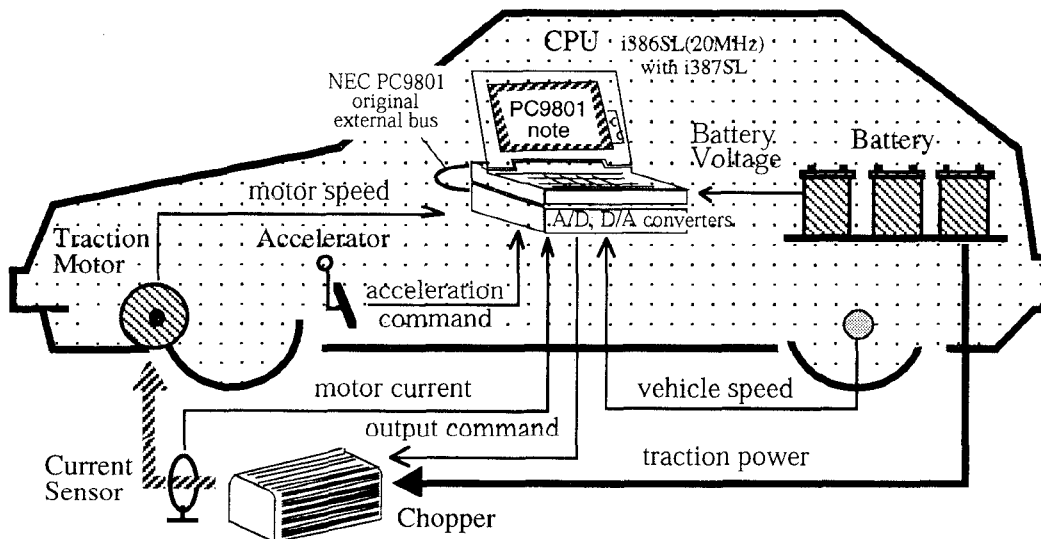 CPU i386SL(20MHz)
with i387SL
NEC PC9801
original
external bus
PC9801
note
Battery
Voltage
Battery
motor speed
A/D, D/A converters
Traction
Motor
Accelerator
acceleration
command
motor current
vehicle speed
output command
Current
Sensor
traction power
Chopper